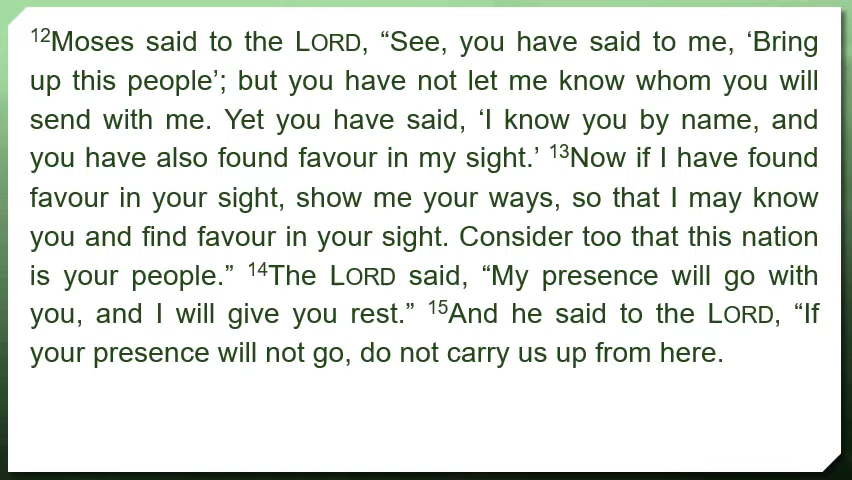 ¹²Moses said to the LORD, “See, you have said to me, ‘Bring
up this people’; but you have not let me know whom you will
send with me. Yet you have said, ‘I know you by name, and
you have also found favour in my sight.’ ¹³Now if I have found
favour in your sight, show me your ways, so that I may know
you and find favour in your sight. Consider too that this nation
is your people.” ¹⁴The LORD said, “My presence will go with
you, and I will give you rest.” ¹⁵And he said to the LORD, “If
your presence will not go, do not carry us up from here.